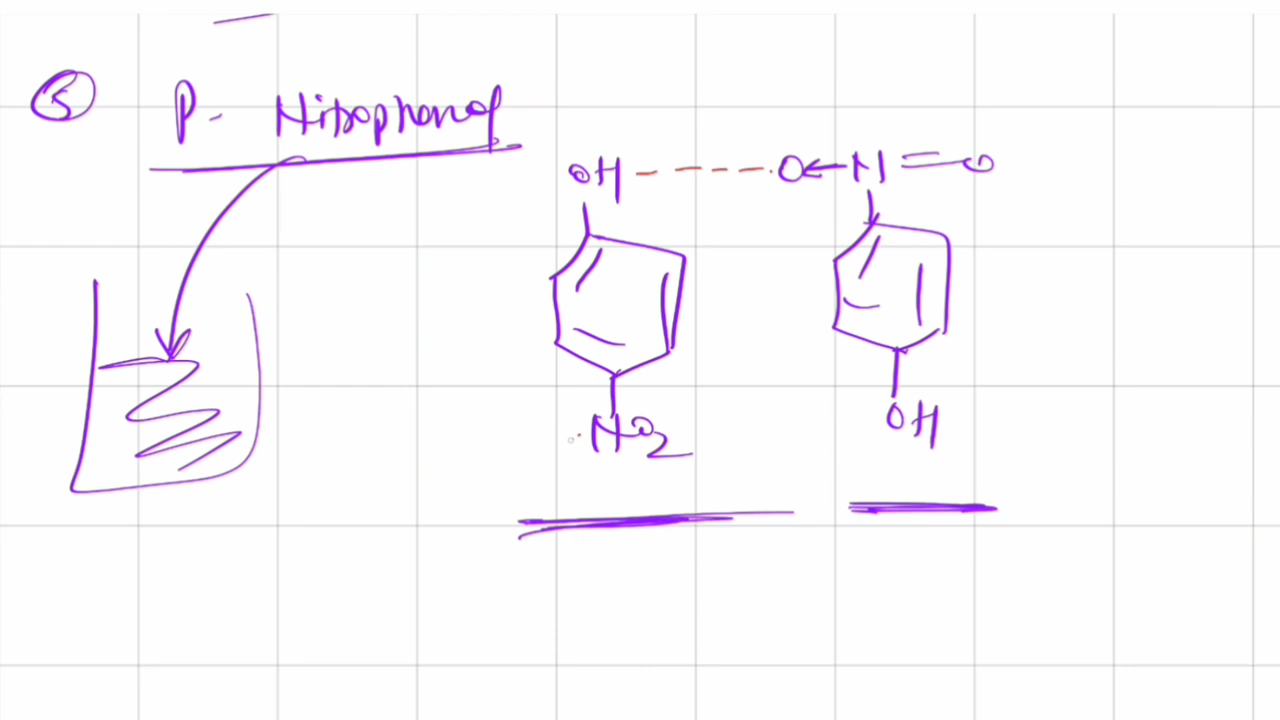 5 P- Nitrophenol
OH - - - - O ← N = O
NO2
OH